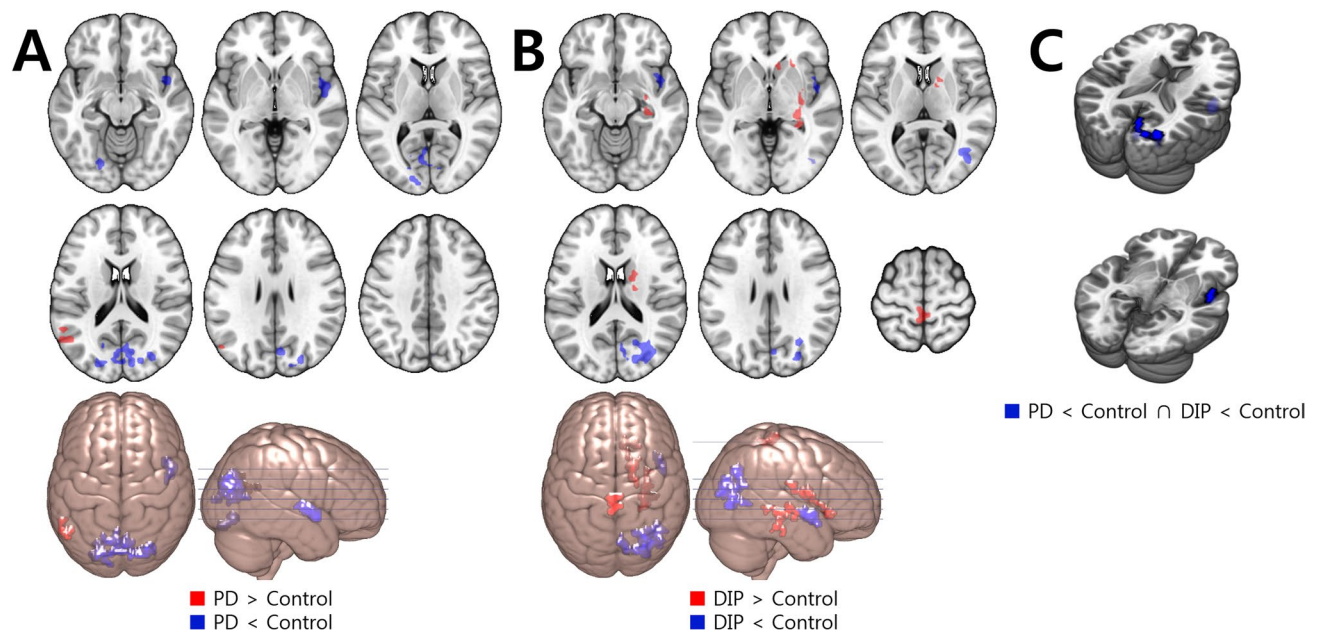 A
B
C
PD > Control
PD < Control
DIP > Control
DIP < Control
PD < Control ∩ DIP < Control